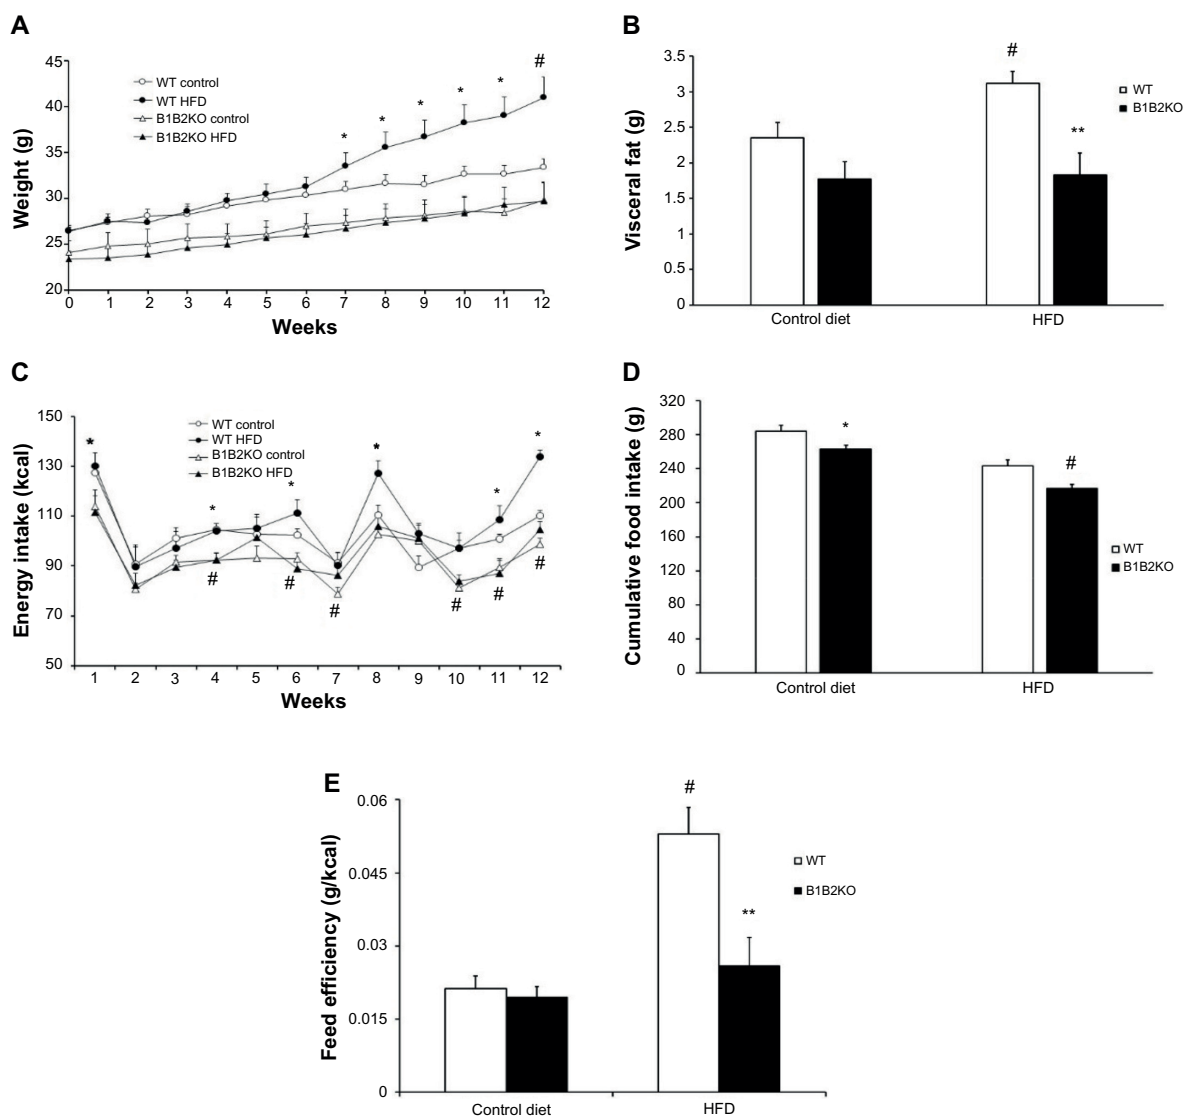 A
Weight (g)
45
40
35
30
25
20
WT control
WT HFD
B1B2KO control
B1B2KO HFD
* * * * * #
0 1 2 3 4 5 6 7 8 9 10 11 12
Weeks
B
Visceral fat (g)
3.5
3
2.5
2
1.5
1
0.5
0
#
**
WT
B1B2KO
Control diet HFD
C
Energy intake (kcal)
150
130
110
90
70
50
WT control
WT HFD
B1B2KO control
B1B2KO HFD
* * * * * *
# # # # # #
1 2 3 4 5 6 7 8 9 10 11 12
Weeks
D
Cumulative food intake (g)
320
280
240
200
160
120
80
40
0
*
#
WT
B1B2KO
Control diet HFD
E
Feed efficiency (g/kcal)
0.06
0.045
0.03
0.015
0
#
**
WT
B1B2KO
Control diet HFD